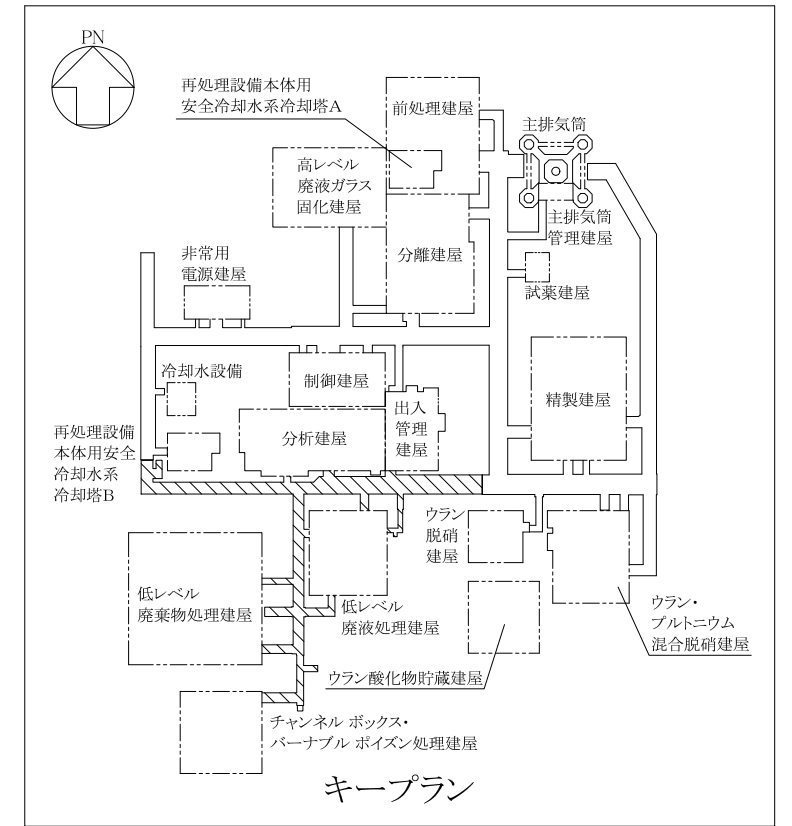 PN
再処理設備本体用
安全冷却水系冷却塔A
前処理建屋
主排気筒
高レベル
廃液ガラス
固化建屋
主排気筒
管理建屋
分離建屋
非常用
電源建屋
試薬建屋
冷却水設備
制御建屋
精製建屋
出入
管理
建屋
分析建屋
再処理設備
本体用安全
冷却水系
冷却塔B
ウラン
脱硝
建屋
低レベル
廃棄物処理建屋
低レベル
廃液処理建屋
ウラン・
プルトニウム
混合脱硝建屋
ウラン酸化物貯蔵建屋
チャンネル ボックス・
バーナブル ポイズン処理建屋
キープラン